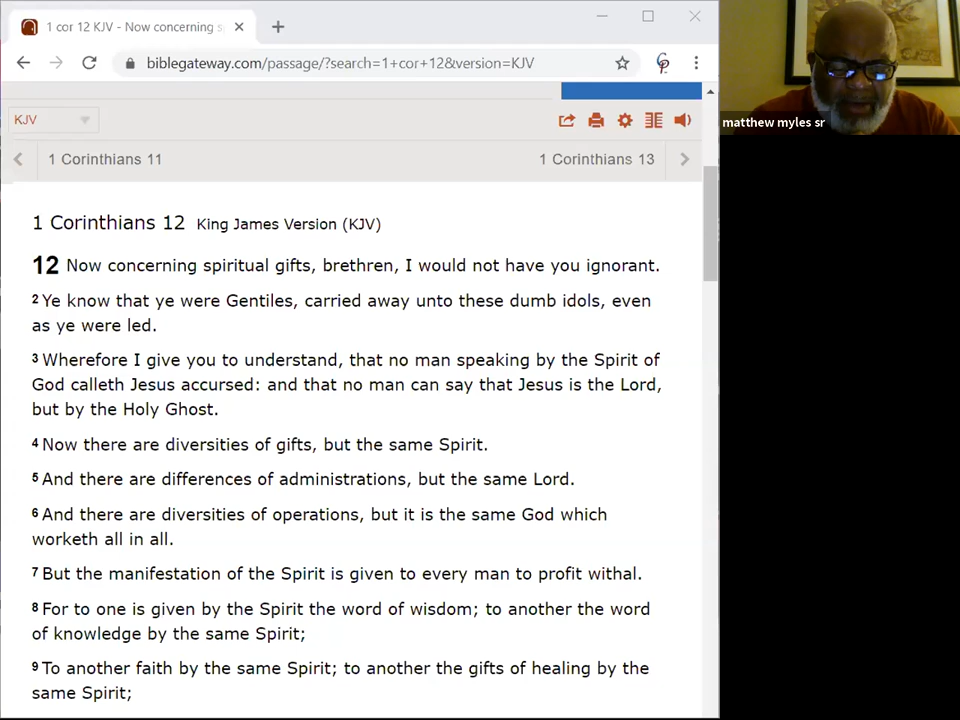 1 cor 12 KJV - Now concerning s
biblegateway.com/passage/?search=1+cor+12&version=KJV
matthew myles sr
KJV
1 Corinthians 11
1 Corinthians 13
1 Corinthians 12 King James Version (KJV)
12 Now concerning spiritual gifts, brethren, I would not have you ignorant.
2 Ye know that ye were Gentiles, carried away unto these dumb idols, even
as ye were led.
3 Wherefore I give you to understand, that no man speaking by the Spirit of
God calleth Jesus accursed: and that no man can say that Jesus is the Lord,
but by the Holy Ghost.
4 Now there are diversities of gifts, but the same Spirit.
5 And there are differences of administrations, but the same Lord.
6 And there are diversities of operations, but it is the same God which
worketh all in all.
7 But the manifestation of the Spirit is given to every man to profit withal.
8 For to one is given by the Spirit the word of wisdom; to another the word
of knowledge by the same Spirit;
9 To another faith by the same Spirit; to another the gifts of healing by the
same Spirit;